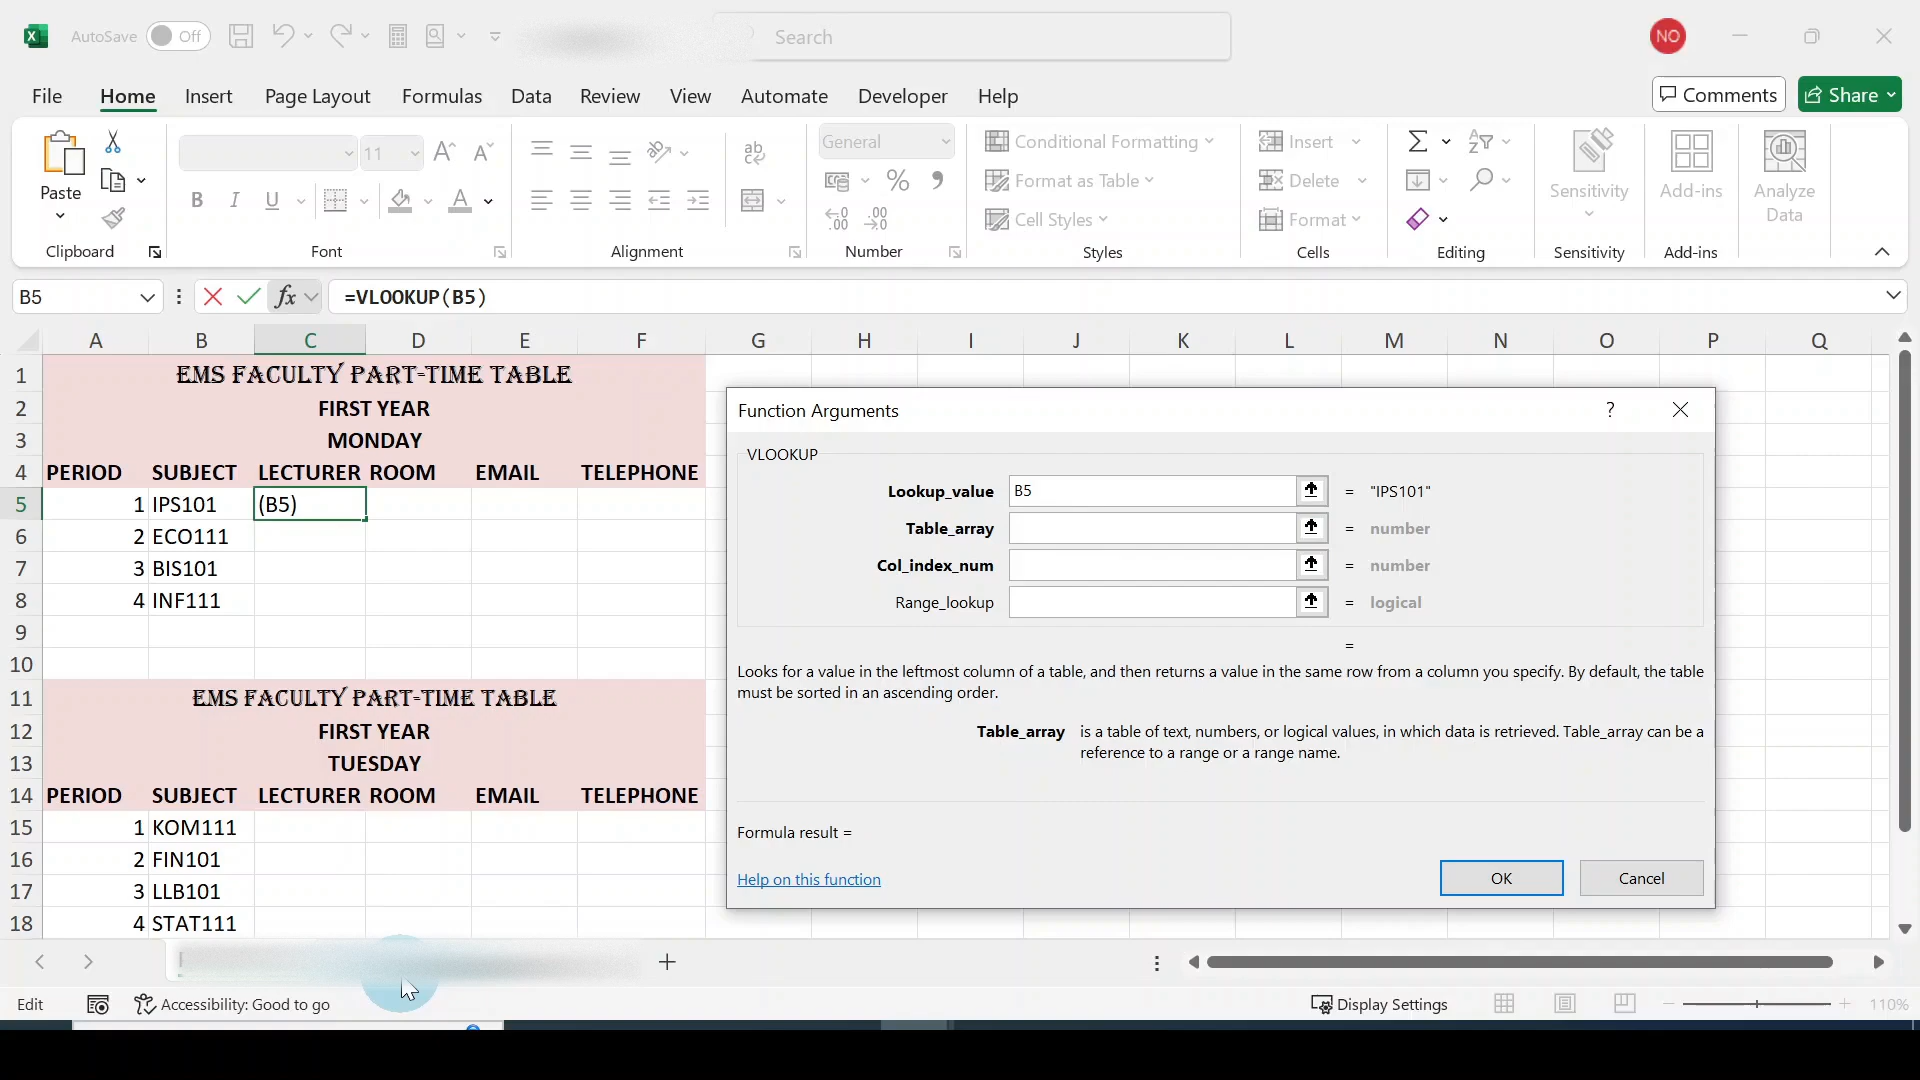 AutoSave Off Search NO
File Home Insert Page Layout Formulas Data Review View Automate Developer Help Comments Share
Paste 11 General Conditional Formatting Insert Sensitivity Add-ins Analyze Data
B I U A % Format as Table Delete
Cell Styles Format
Clipboard Font Alignment Number Styles Cells Editing Sensitivity Add-ins
B5 fx =VLOOKUP(B5)
A B C D E F G H I J K L M N O P Q
1 EMS FACULTY PART-TIME TABLE
2 FIRST YEAR
3 MONDAY
4 PERIOD SUBJECT LECTURER ROOM EMAIL TELEPHONE
5 1 IPS101 (B5)
6 2 ECO111
7 3 BIS101
8 4 INF111
9
10
11 EMS FACULTY PART-TIME TABLE
12 FIRST YEAR
13 TUESDAY
14 PERIOD SUBJECT LECTURER ROOM EMAIL TELEPHONE
15 1 KOM111
16 2 FIN101
17 3 LLB101
18 4 STAT111
Function Arguments ?
VLOOKUP
Lookup_value B5 = "IPS101"
Table_array = number
Col_index_num = number
Range_lookup = logical
=
Looks for a value in the leftmost column of a table, and then returns a value in the same row from a column you specify. By default, the table
must be sorted in an ascending order.
Table_array is a table of text, numbers, or logical values, in which data is retrieved. Table_array can be a
reference to a range or a range name.
Formula result =
Help on this function OK Cancel
Edit Accessibility: Good to go Display Settings 110%